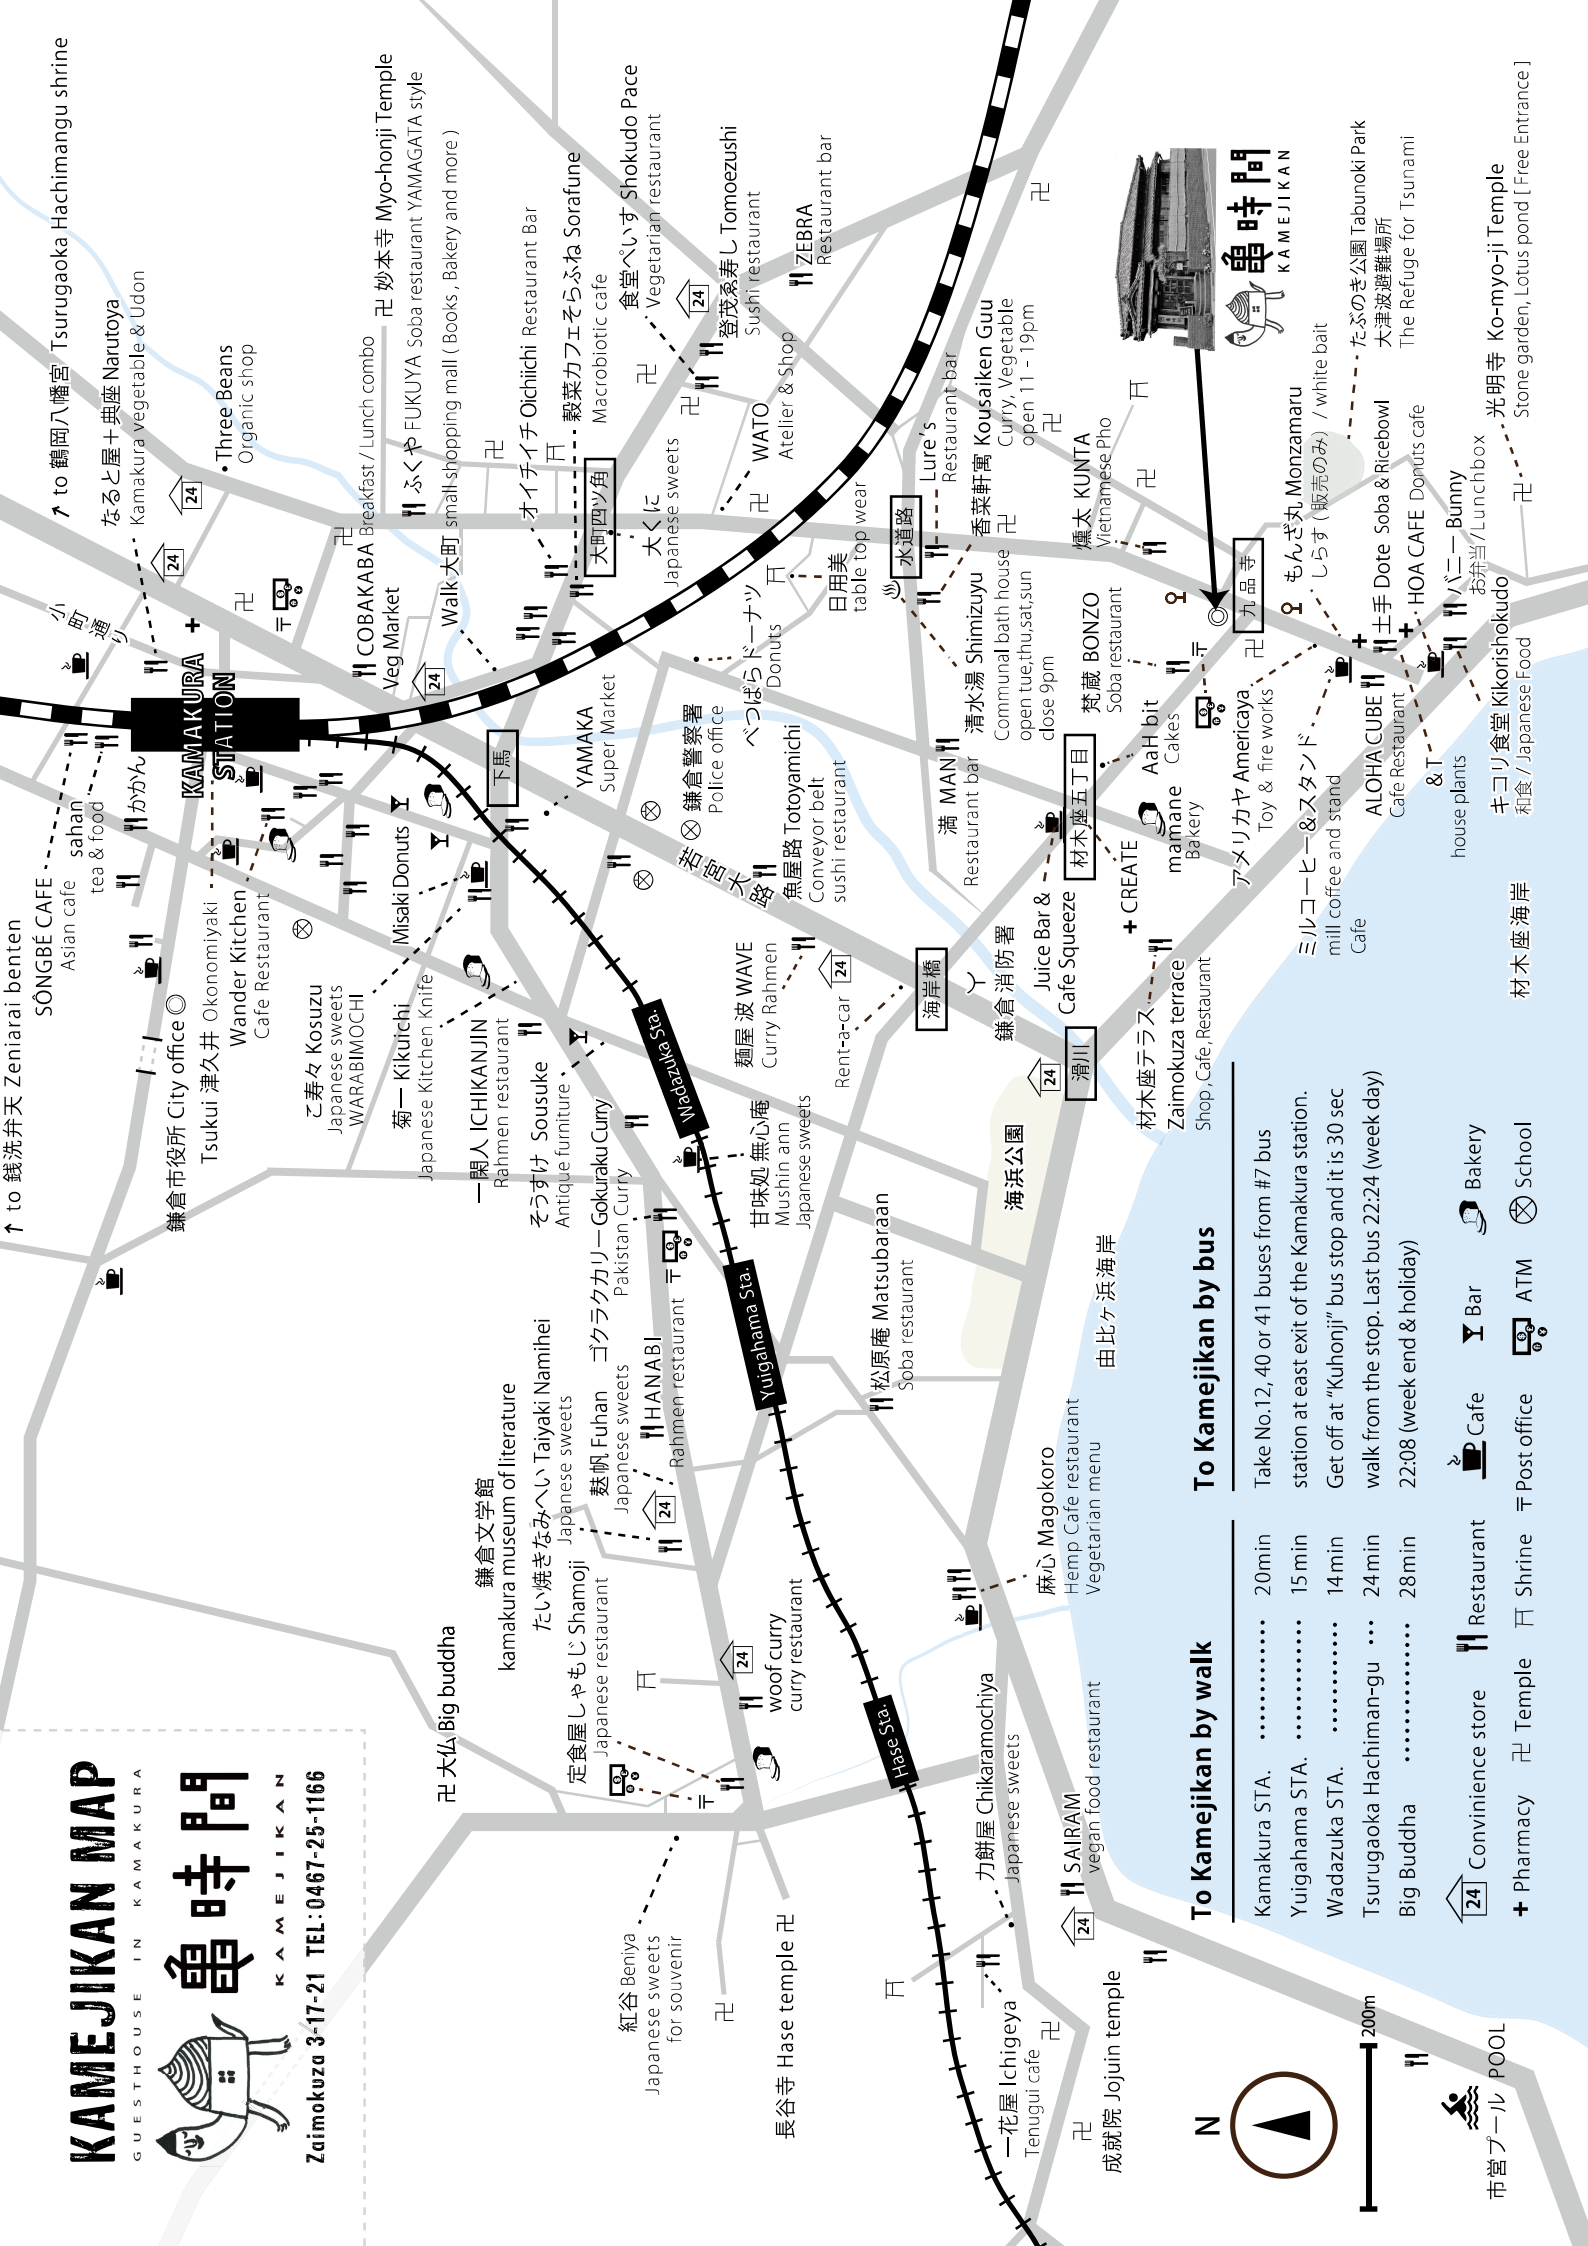 KAMEJIKAN MAP
GUESTHOUSE IN KAMAKURA
亀時間
KAMEJIKAN
Zaimokuza 3-17-21 TEL:0467-25-1166
↑ to 銭洗弁天 Zeniarai benten
SÔNGBÉ CAFE
Asian cafe
sahan
tea & food
かかん
KAMAKURA
STATION
小町通り
↗ to 鶴岡八幡宮 Tsurugaoka Hachimangu shrine
なると屋＋典座 Narutoya
Kamakura vegetable & Udon
Three Beans
Organic shop
鎌倉市役所 City office ◎
Tsukui 津久井 Okonomiyaki
Wander Kitchen
Cafe Restaurant
こ寿々 Kosuzu
Japanese sweets
WARABIMOCHI
Misaki Donuts
菊一 Kikuichi
Japanese Kitchen Knife
一閑人 ICHIKANJIN
Rahmen restaurant
そうすけ Sousuke
Antique furniture
COBAKABA Breakfast / Lunch combo
Veg Market
卍 妙本寺 Myo-honji Temple
ふくや FUKUYA Soba restaurant YAMAGATA style
Walk 大町 small shopping mall ( Books , Bakery and more )
オイチイチ Oichiichi Restaurant Bar
穀菜カフェそらふね Sorafune
Macrobiotic cafe
食堂ぺいす Shokudo Pace
Vegetarian restaurant
登茂ゑ寿し Tomoezushi
Sushi restaurant
ZEBRA
Restaurant bar
大町四ツ角
大くに
Japanese sweets
WATO
Atelier & Shop
下馬
YAMAKA
Super Market
鎌倉警察署
Police office
べつばらドーナツ
Donuts
日用美
table top wear
魚屋路 Totoyamichi
Conveyor belt
sushi restaurant
若宮大路
麺屋 波 WAVE
Curry Rahmen
Rent-a-car
海岸橋
鎌倉消防署
滑川
水道路
Lure's
Restaurant bar
香菜軒寓 Kousaiken Guu
Curry, Vegetable
open 11 - 19pm
清水湯 Shimizuyu
Communal bath house
open tue,thu,sat,sun
close 9pm
満 MAN
Restaurant bar
燻太 KUNTA
Vietnamese Pho
梵蔵 BONZO
Soba restaurant
AaH bit
Cakes
材木座五丁目
mamane
Bakery
Juice Bar &
Cafe Squeeze
CREATE
材木座テラス
Zaimokuza terrace
Shop,Cafe,Restaurant
アメリカヤ Americaya
Toy & fire works
ミルコーヒー&スタンド
mill coffee and stand
Cafe
九品寺
亀時間
KAMEJIKAN
もんざ丸 Monzamaru
しらす ( 販売のみ ) / white bait
たぶのき公園 Tabunoki Park
大津波避難場所
The Refuge for Tsunami
土手 Dote Soba & Ricebowl
ALOHA CUBE
Cafe Restaurant
HOA CAFE Donuts cafe
& T
house plants
バニー Bunny
お弁当 / Lunchbox
キコリ食堂 Kikorishokudo
和食 / Japanese Food
光明寺 Ko-myo-ji Temple
Stone garden, Lotus pond [ Free Entrance ]
材木座海岸
海浜公園
由比ヶ浜海岸
Wadazuka Sta.
甘味処 無心庵
Mushin ann
Japanese sweets
ゴクラクカリー Gokuraku Curry
Pakistan Curry
Yuigahama Sta.
松原庵 Matsubaraan
Soba restaurant
HANABI
Rahmen restaurant
麸帆 Fuhan
Japanese sweets
たい焼きなみへい Taiyaki Namihei
Japanese sweets
鎌倉文学館
kamakura museum of literature
定食屋しゃもじ Shamoji
Japanese restaurant
woof curry
curry restaurant
卍 大仏 Big buddha
Hase Sta.
紅谷 Beniya
Japanese sweets
for souvenir
長谷寺 Hase temple 卍
麻心 Magokoro
Hemp Cafe restaurant
Vegetarian menu
力餅屋 Chikaramochiya
Japanese sweets
SAIRAM
vegan food restaurant
一花屋 Ichigeya
Tenugui cafe
成就院 Jojuin temple
市営プール POOL
N
200m
To Kamejikan by walk
Kamakura STA. ············ 20min
Yuigahama STA. ············ 15min
Wadazuka STA. ··········· 14min
Tsurugaoka Hachiman-gu ··· 24min
Big Buddha ·············· 28min
To Kamejikan by bus
Take No.12, 40 or 41 buses from #7 bus
station at east exit of the Kamakura station.
Get off at “Kuhonji” bus stop and it is 30 sec
walk from the stop. Last bus 22:24 (week day)
22:08 (week end & holiday)
24 Convinience store
Restaurant
Cafe
Bar
Bakery
Pharmacy
卍 Temple
Shrine
〒 Post office
ATM
School